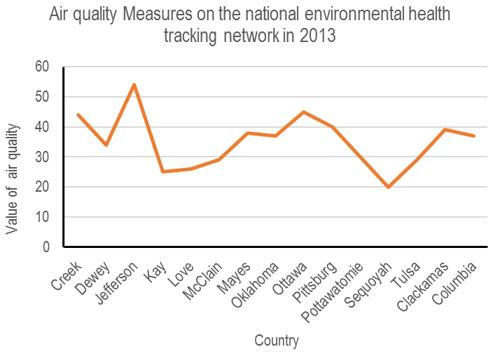 Air quality Measures on the national environmental health
tracking network in 2013
Value of air quality
60
50
40
30
20
10
0
Creek
Dewey
Jefferson
Kay
Love
McClain
Mayes
Oklahoma
Ottawa
Pittsburg
Pottawatomie
Sequoyah
Tulsa
Clackamas
Columbia
Country